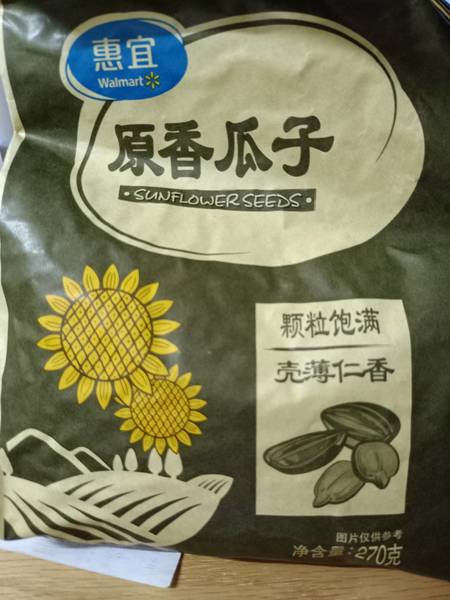 惠宜
Walmart
原香瓜子
·SUNFLOWER SEEDS·
颗粒饱满
壳薄仁香
图片仅供参考
净含量:270克